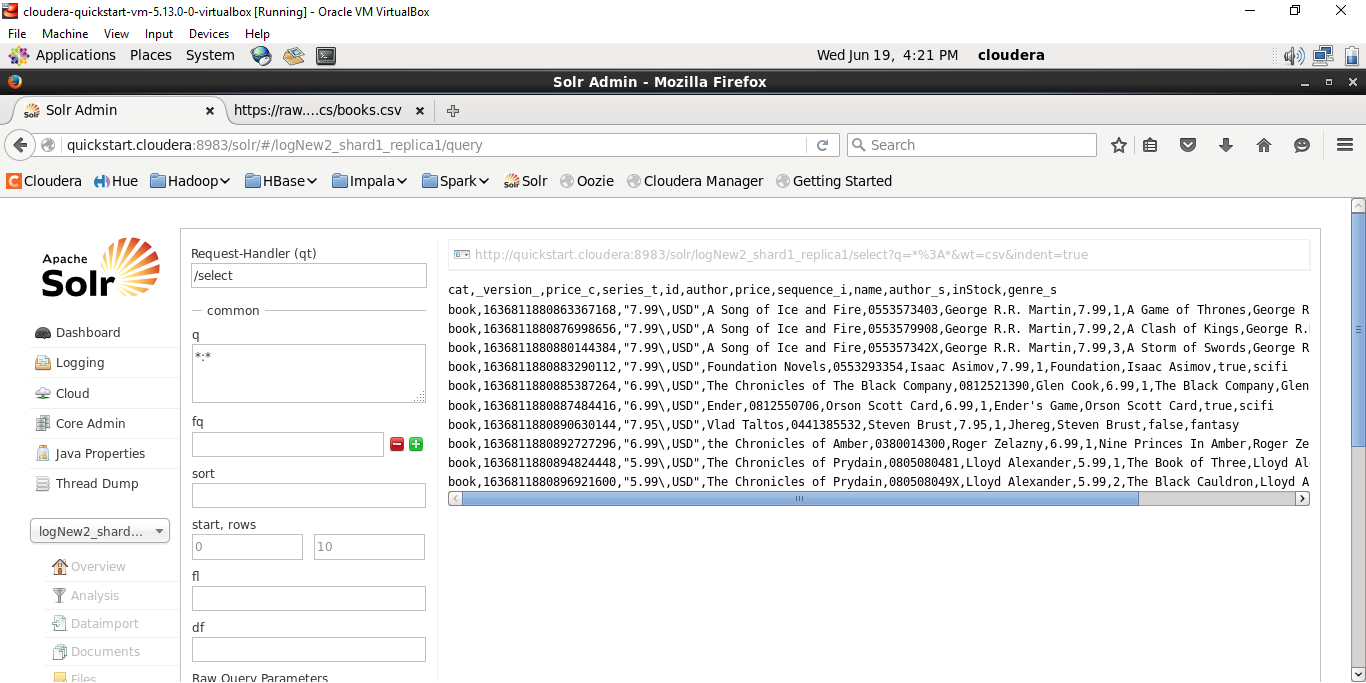 cloudera-quickstart-vm-5.13.0-0-virtualbox [Running] - Oracle VM VirtualBox
File Machine View Input Devices Help
Applications Places System Wed Jun 19, 4:21 PM cloudera
Solr Admin - Mozilla Firefox
Solr Admin https://raw....cs/books.csv
quickstart.cloudera:8983/solr/#/logNew2_shard1_replica1/query Search
Cloudera Hue Hadoop HBase Impala Spark Solr Oozie Cloudera Manager Getting Started
Apache
Solr
Dashboard
Logging
Cloud
Core Admin
Java Properties
Thread Dump
logNew2_shard...
Overview
Analysis
Dataimport
Documents
Files
Request-Handler (qt)
/select
common
q
*:*
fq
sort
start, rows
0 10
fl
df
Raw Query Parameters
http://quickstart.cloudera:8983/solr/logNew2_shard1_replica1/select?q=*%3A*&wt=csv&indent=true
cat,_version_,price_c,series_t,id,author,price,sequence_i,name,author_s,inStock,genre_s
book,1636811880863367168,"7.99\,USD",A Song of Ice and Fire,0553573403,George R.R. Martin,7.99,1,A Game of Thrones,George R
book,1636811880876998656,"7.99\,USD",A Song of Ice and Fire,0553579908,George R.R. Martin,7.99,2,A Clash of Kings,George R.
book,1636811880880144384,"7.99\,USD",A Song of Ice and Fire,055357342X,George R.R. Martin,7.99,3,A Storm of Swords,George R
book,1636811880883290112,"7.99\,USD",Foundation Novels,0553293354,Isaac Asimov,7.99,1,Foundation,Isaac Asimov,true,scifi
book,1636811880885387264,"6.99\,USD",The Chronicles of The Black Company,0812521390,Glen Cook,6.99,1,The Black Company,Glen
book,1636811880887484416,"6.99\,USD",Ender,0812550706,Orson Scott Card,6.99,1,Ender's Game,Orson Scott Card,true,scifi
book,1636811880890630144,"7.95\,USD",Vlad Taltos,0441385532,Steven Brust,7.95,1,Jhereg,Steven Brust,false,fantasy
book,1636811880892727296,"6.99\,USD",the Chronicles of Amber,0380014300,Roger Zelazny,6.99,1,Nine Princes In Amber,Roger Ze
book,1636811880894824448,"5.99\,USD",The Chronicles of Prydain,0805080481,Lloyd Alexander,5.99,1,The Book of Three,Lloyd Al
book,1636811880896921600,"5.99\,USD",The Chronicles of Prydain,080508049X,Lloyd Alexander,5.99,2,The Black Cauldron,Lloyd A